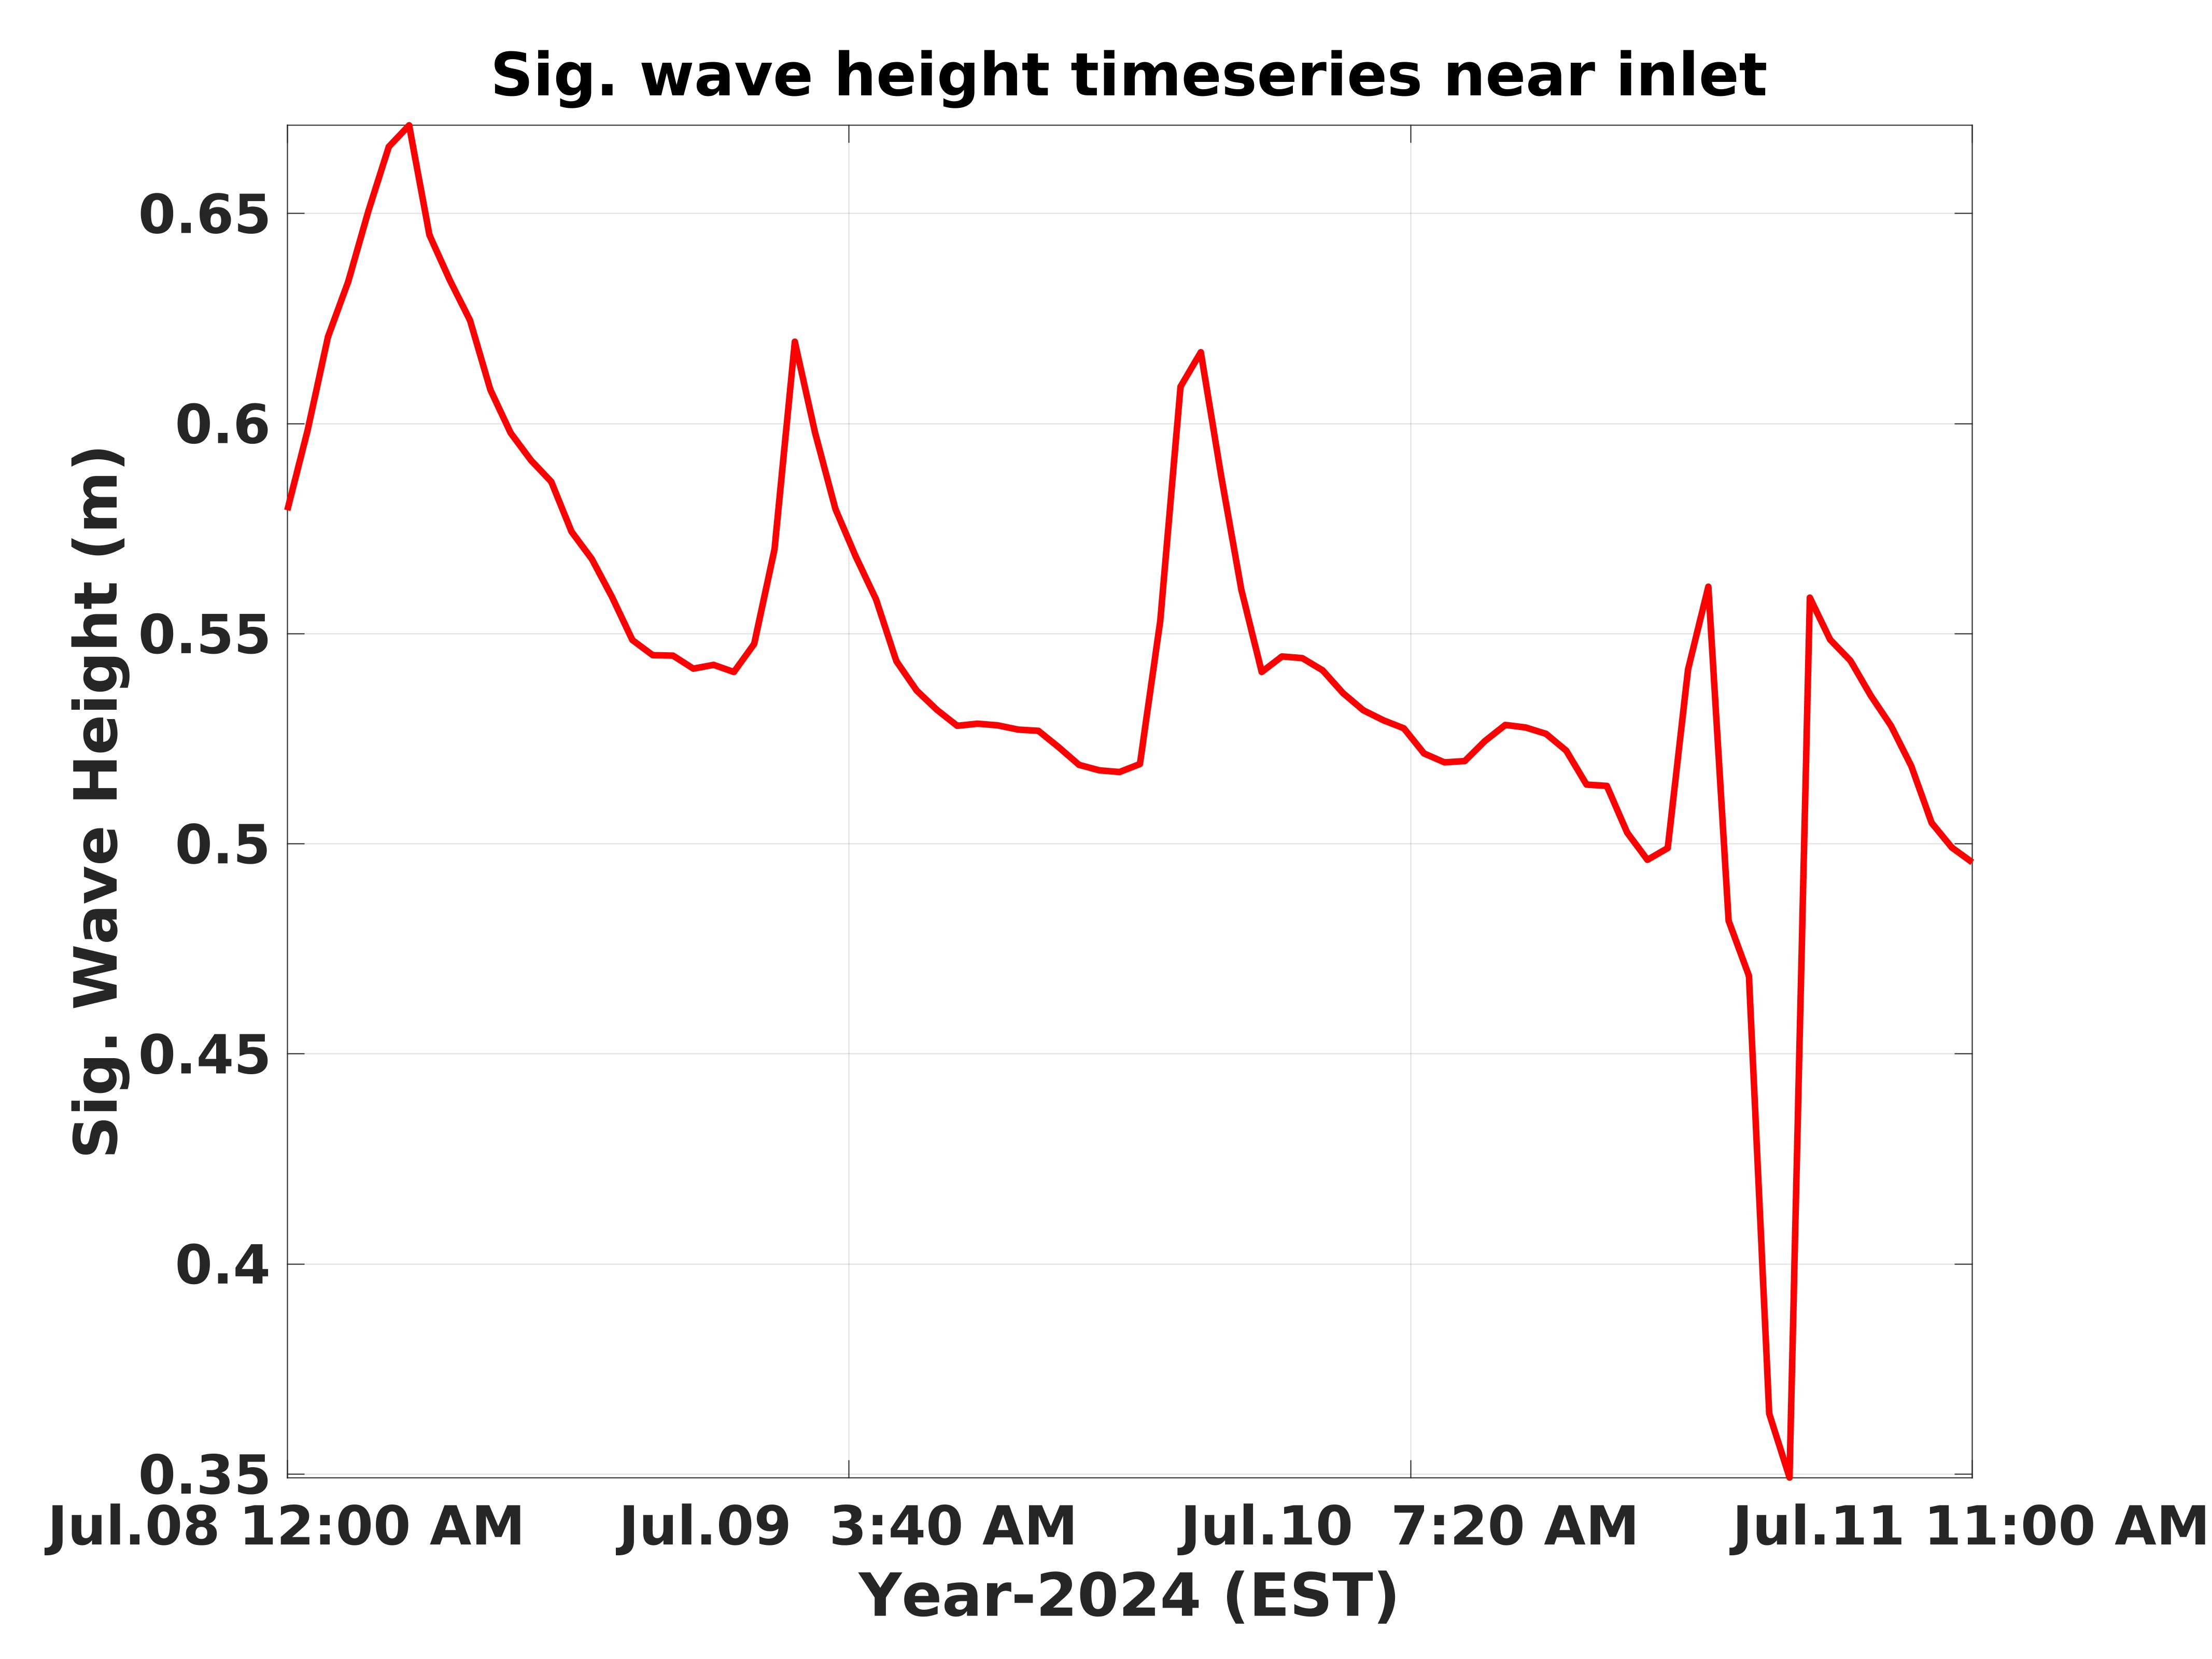 Sig. wave height timeseries near inlet
Sig. Wave Height (m)
0.65
0.6
0.55
0.5
0.45
0.4
0.35
Jul.08 12:00 AM
Jul.09 3:40 AM
Jul.10 7:20 AM
Jul.11 11:00 AM
Year-2024 (EST)